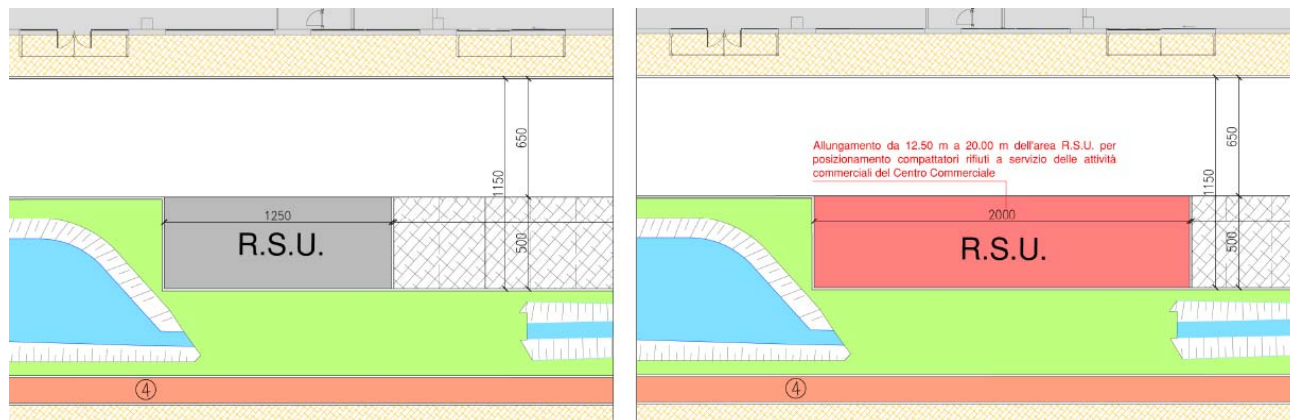 650
1150
1250
500
R.S.U.
4
Allungamento da 12.50 m a 20.00 m dell'area R.S.U. per
posizionamento compattatori rifiuti a servizio delle attività
commerciali del Centro Commerciale
650
1150
2000
500
R.S.U.
4